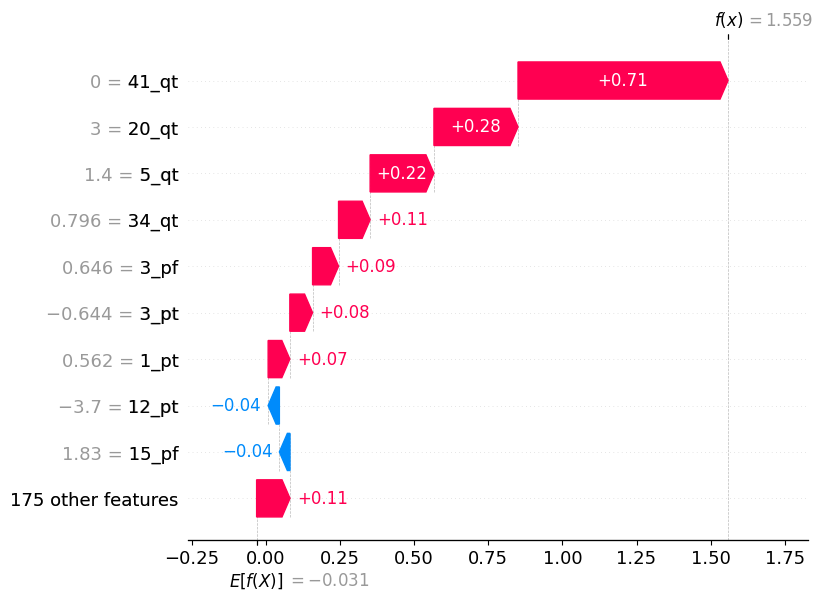 f(x) = 1.559
0 = 41_qt +0.71
3 = 20_qt +0.28
1.4 = 5_qt +0.22
0.796 = 34_qt +0.11
0.646 = 3_pf +0.09
−0.644 = 3_pt +0.08
0.562 = 1_pt +0.07
−3.7 = 12_pt −0.04
1.83 = 15_pf −0.04
175 other features +0.11
−0.25 0.00 0.25 0.50 0.75 1.00 1.25 1.50 1.75
E[f(X)] = −0.031